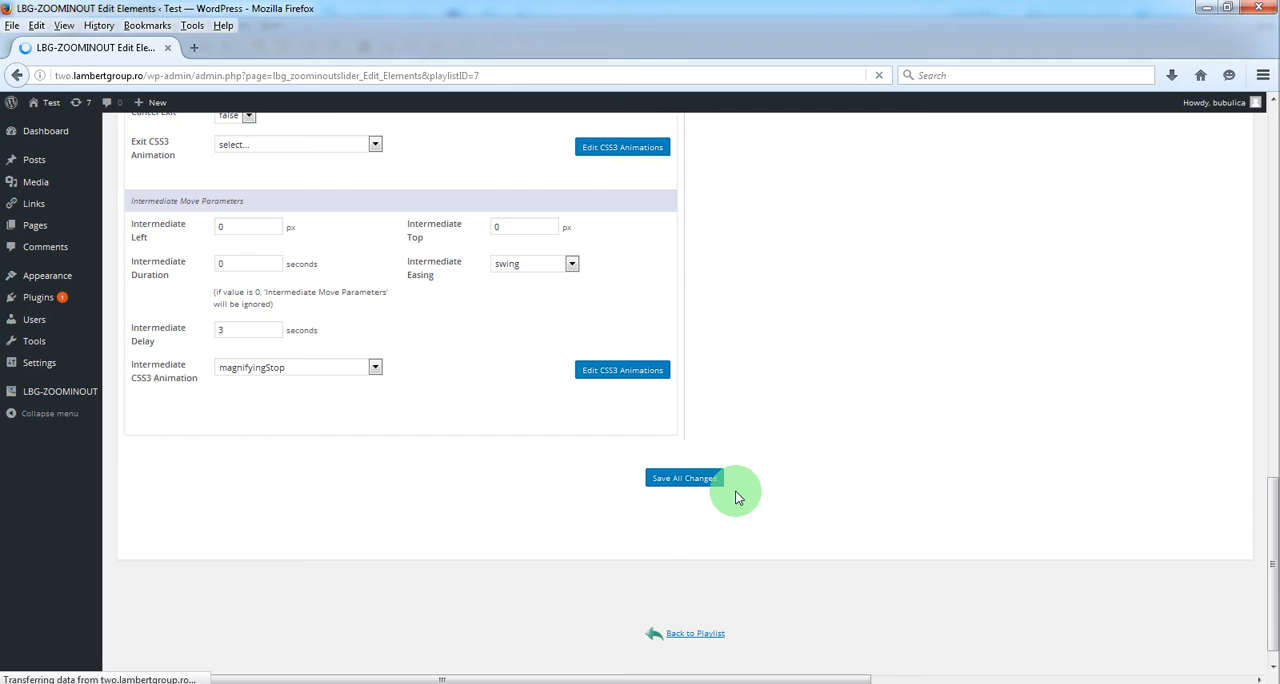 LBG-ZOOMINOUT Edit Elements ‹ Test — WordPress - Mozilla Firefox
File Edit View History Bookmarks Tools Help
LBG-ZOOMINOUT Edit Ele...
two.lambertgroup.ro/wp-admin/admin.php?page=lbg_zoominoutslider_Edit_Elements&playlistID=7
Search
Test 7 0 New
Howdy, bubulica
Dashboard
Posts
Media
Links
Pages
Comments
Appearance
Plugins 1
Users
Tools
Settings
LBG-ZOOMINOUT
Collapse menu
Cancel Exit false
Exit CSS3
Animation
select...
Edit CSS3 Animations
Intermediate Move Parameters
Intermediate
Left
0 px
Intermediate
Top
0 px
Intermediate
Duration
0 seconds
Intermediate
Easing
swing
(if value is 0, 'Intermediate Move Parameters'
will be ignored)
Intermediate
Delay
3 seconds
Intermediate
CSS3 Animation
magnifyingStop
Edit CSS3 Animations
Save All Changes
Back to Playlist
Transferring data from two.lambertgroup.ro...